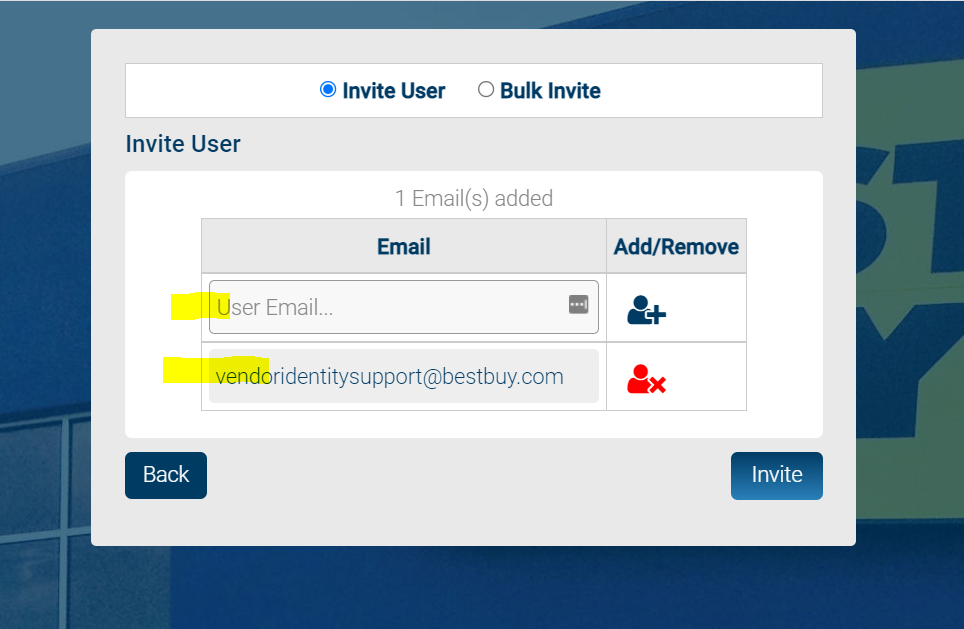 Invite User Bulk Invite
Invite User
1 Email(s) added
Email Add/Remove
User Email...
vendoridentitysupport@bestbuy.com
Back Invite